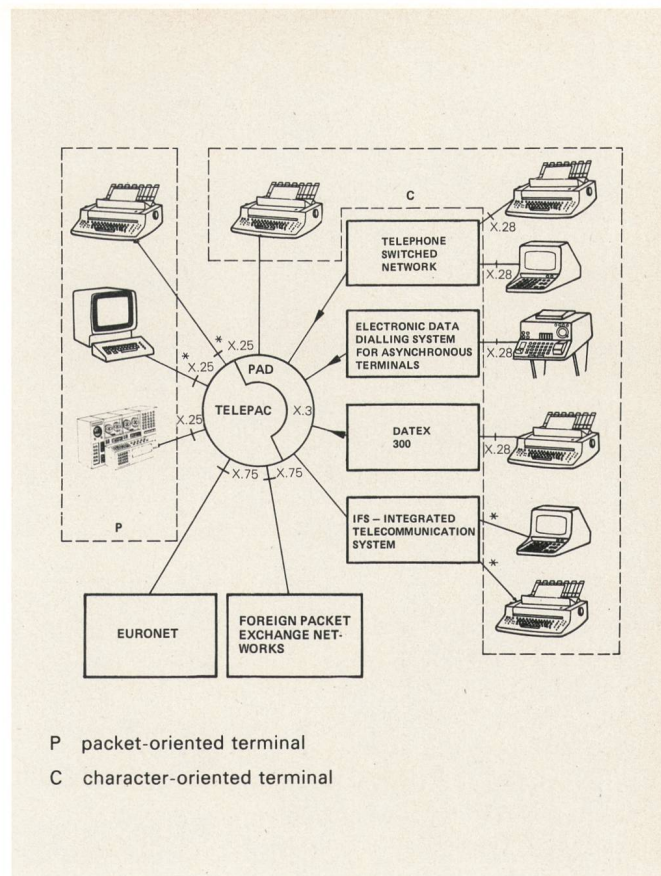 C
X.28
TELEPHONE
SWITCHED
NETWORK
X.28
* X.25
* X.25
X.25
PAD
TELEPAC
X.3
ELECTRONIC DATA
DIALLING SYSTEM
FOR ASYNCHRONOUS
TERMINALS
X.28
DATEX
300
X.28
X.75
X.75
IFS – INTEGRATED
TELECOMMUNICATION
SYSTEM
*
*
P
EURONET
FOREIGN PACKET
EXCHANGE NET-
WORKS
P packet-oriented terminal
C character-oriented terminal